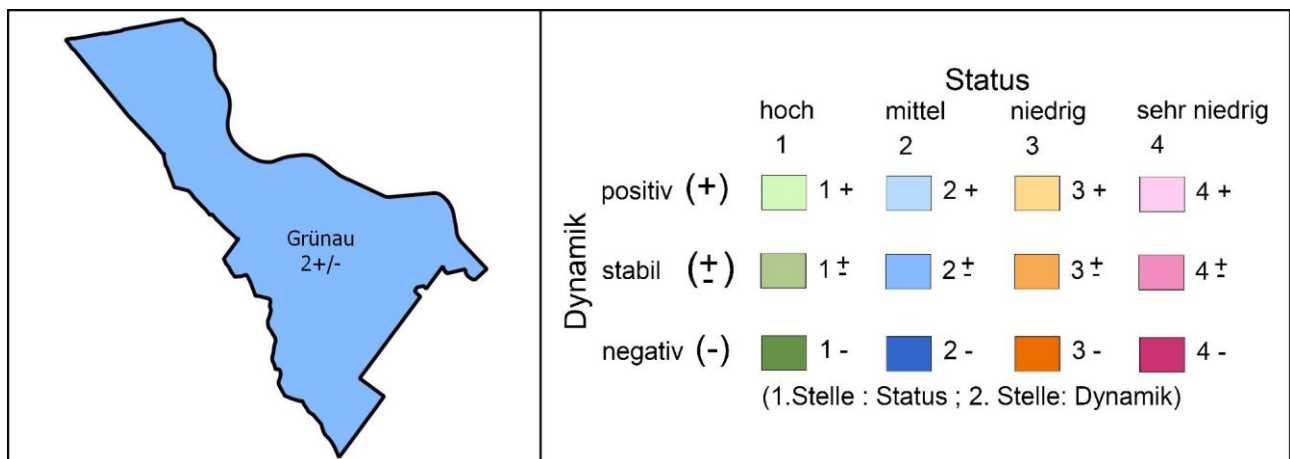 Grünau
2+/-
Status
hoch mittel niedrig sehr niedrig
1 2 3 4
Dynamik
positiv (+) 1 + 2 + 3 + 4 +
stabil (±) 1 ± 2 ± 3 ± 4 ±
negativ (-) 1 - 2 - 3 - 4 -
(1.Stelle : Status ; 2. Stelle: Dynamik)